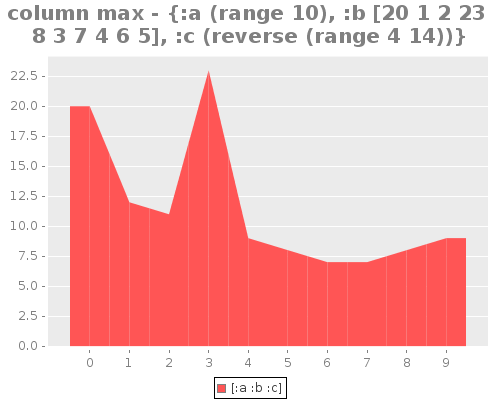 column max - {:a (range 10), :b [20 1 2 23
8 3 7 4 6 5], :c (reverse (range 4 14))}
22.5
20.0
17.5
15.0
12.5
10.0
7.5
5.0
2.5
0.0
0 1 2 3 4 5 6 7 8 9
[:a :b :c]